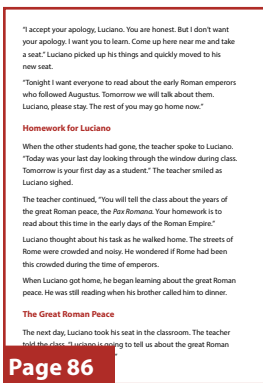 "I accept your apology, Luciano. You are honest. But I don't want
your apology. I want you to learn. Come up here near me and take
a seat." Luciano picked up his things and quickly moved to his
new seat.
"Tonight I want everyone to read about the early Roman emperors
who followed Augustus. Tomorrow we will talk about them.
Luciano, please stay. The rest of you may go home now."
Homework for Luciano
When the other students had gone, the teacher spoke to Luciano.
"Today was your last day looking through the window during class.
Tomorrow is your first day as a student." The teacher smiled as
Luciano sighed.
The teacher continued, "You will tell the class about the years of
the great Roman peace, the Pax Romana. Your homework is to
read about this time in the early days of the Roman Empire."
Luciano thought about his task as he walked home. The streets of
Rome were crowded and noisy. He wondered if Rome had been
this crowded during the time of emperors.
When Luciano got home, he began learning about the great Roman
peace. He was still reading when his brother called him to dinner.
The Great Roman Peace
The next day, Luciano took his seat in the classroom. The teacher
told the class, "Luciano is going to tell us about the great Roman
Page 86